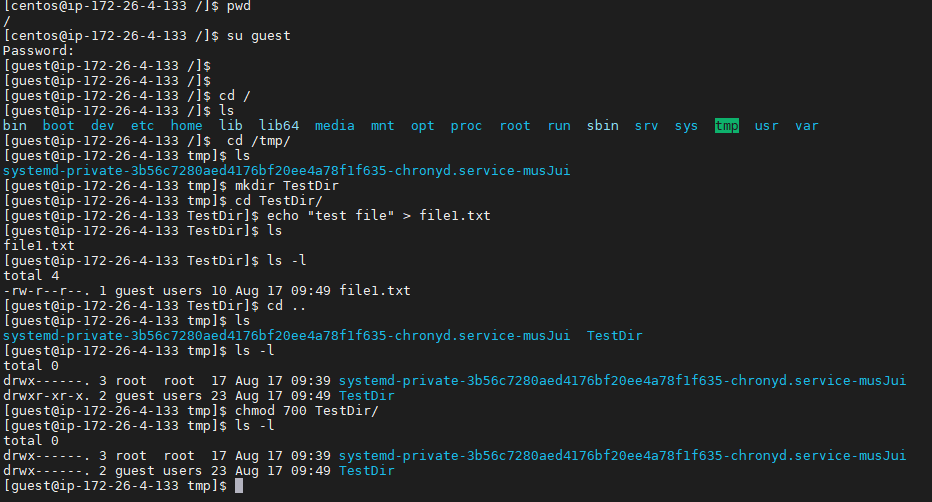 [centos@ip-172-26-4-133 /]$ pwd
/
[centos@ip-172-26-4-133 /]$ su guest
Password:
[guest@ip-172-26-4-133 /]$
[guest@ip-172-26-4-133 /]$
[guest@ip-172-26-4-133 /]$ cd /
[guest@ip-172-26-4-133 /]$ ls
bin  boot  dev  etc  home  lib  lib64  media  mnt  opt  proc  root  run  sbin  srv  sys  tmp  usr  var
[guest@ip-172-26-4-133 /]$  cd /tmp/
[guest@ip-172-26-4-133 tmp]$ ls
systemd-private-3b56c7280aed4176bf20ee4a78f1f635-chronyd.service-musJui
[guest@ip-172-26-4-133 tmp]$ mkdir TestDir
[guest@ip-172-26-4-133 tmp]$ cd TestDir/
[guest@ip-172-26-4-133 TestDir]$ echo "test file" > file1.txt
[guest@ip-172-26-4-133 TestDir]$ ls
file1.txt
[guest@ip-172-26-4-133 TestDir]$ ls -l
total 4
-rw-r--r--. 1 guest users 10 Aug 17 09:49 file1.txt
[guest@ip-172-26-4-133 TestDir]$ cd ..
[guest@ip-172-26-4-133 tmp]$ ls
systemd-private-3b56c7280aed4176bf20ee4a78f1f635-chronyd.service-musJui  TestDir
[guest@ip-172-26-4-133 tmp]$ ls -l
total 0
drwx------. 3 root  root  17 Aug 17 09:39 systemd-private-3b56c7280aed4176bf20ee4a78f1f635-chronyd.service-musJui
drwxr-xr-x. 2 guest users 23 Aug 17 09:49 TestDir
[guest@ip-172-26-4-133 tmp]$ chmod 700 TestDir/
[guest@ip-172-26-4-133 tmp]$ ls -l
total 0
drwx------. 3 root  root  17 Aug 17 09:39 systemd-private-3b56c7280aed4176bf20ee4a78f1f635-chronyd.service-musJui
drwx------. 2 guest users 23 Aug 17 09:49 TestDir
[guest@ip-172-26-4-133 tmp]$